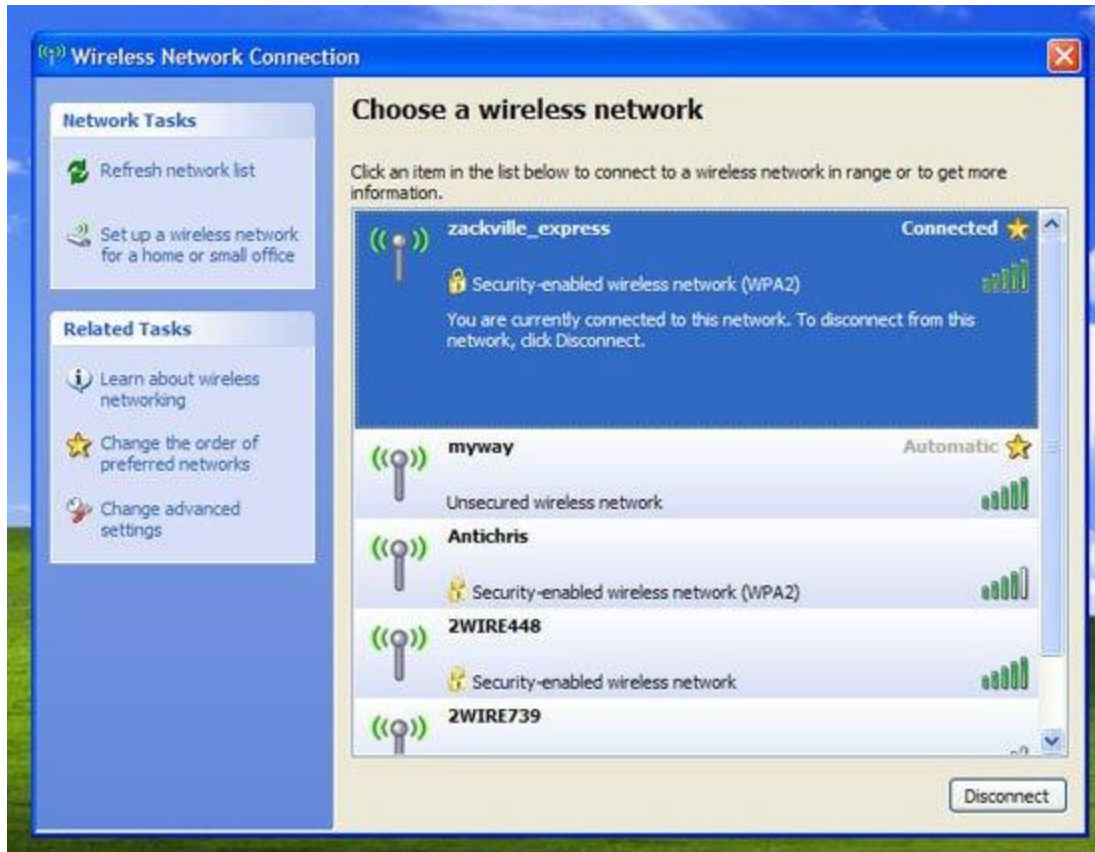 Wireless Network Connection
Network Tasks
Refresh network list
Set up a wireless network
for a home or small office
Related Tasks
Learn about wireless
networking
Change the order of
preferred networks
Change advanced
settings
Choose a wireless network
Click an item in the list below to connect to a wireless network in range or to get more
information.
zackville_express Connected
Security-enabled wireless network (WPA2)
You are currently connected to this network. To disconnect from this
network, click Disconnect.
myway Automatic
Unsecured wireless network
Antichris
Security-enabled wireless network (WPA2)
2WIRE448
Security-enabled wireless network
2WIRE739
Disconnect